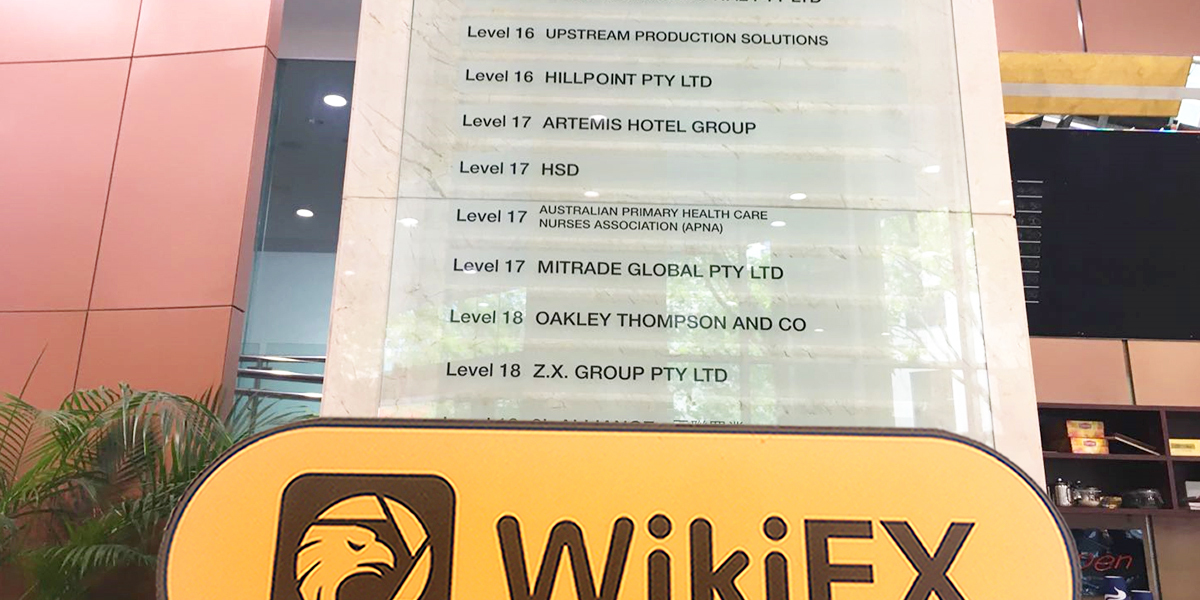 PTY LTD
Level 16 UPSTREAM PRODUCTION SOLUTIONS
Level 16 HILLPOINT PTY LTD
Level 17 ARTEMIS HOTEL GROUP
Level 17 HSD
Level 17 AUSTRALIAN PRIMARY HEALTH CARE
NURSES ASSOCIATION (APNA)
Level 17 MITRADE GLOBAL PTY LTD
Level 18 OAKLEY THOMPSON AND CO
Level 18 Z.X. GROUP PTY LTD
WikiFX